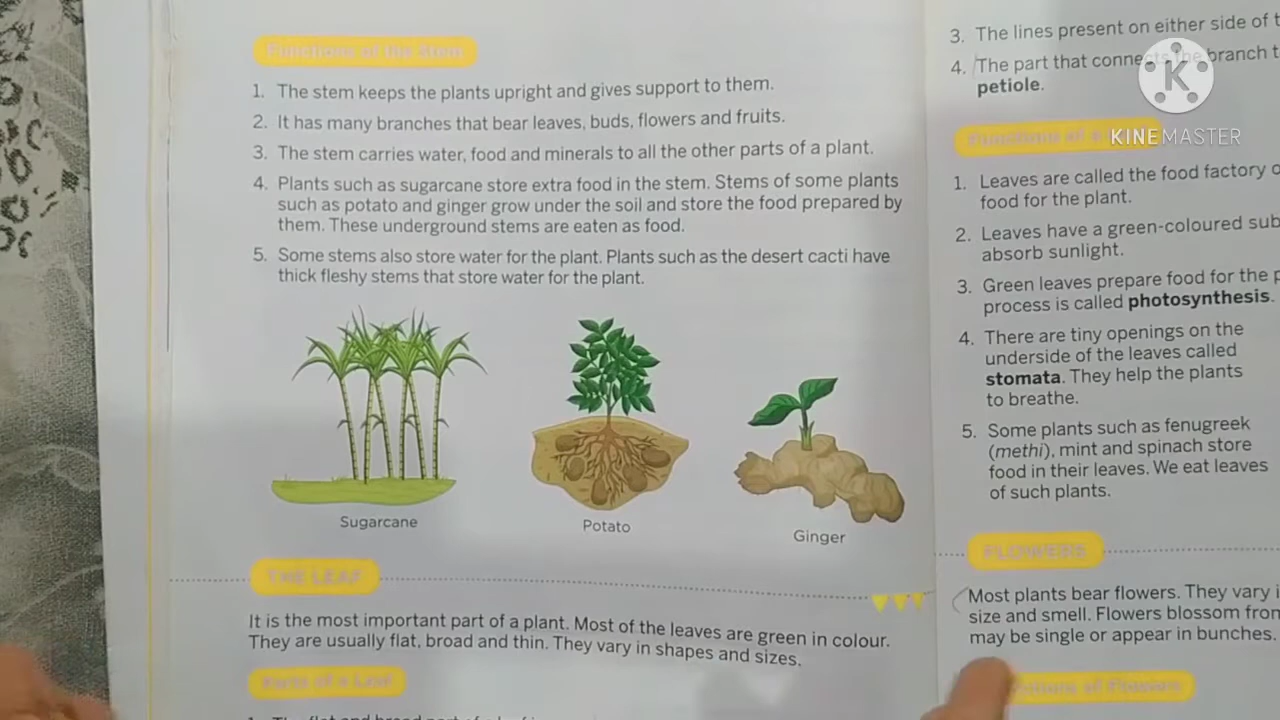 Functions of the Stem
1. The stem keeps the plants upright and gives support to them.
2. It has many branches that bear leaves, buds, flowers and fruits.
3. The stem carries water, food and minerals to all the other parts of a plant.
4. Plants such as sugarcane store extra food in the stem. Stems of some plants
such as potato and ginger grow under the soil and store the food prepared by
them. These underground stems are eaten as food.
5. Some stems also store water for the plant. Plants such as the desert cacti have
thick fleshy stems that store water for the plant.
Sugarcane
Potato
Ginger
THE LEAF
It is the most important part of a plant. Most of the leaves are green in colour.
They are usually flat, broad and thin. They vary in shapes and sizes.
Parts of a Leaf
3. The lines present on either side of
4. The part that connects the branch
petiole.
K
KINEMASTER
Functions of a
1. Leaves are called the food factory
food for the plant.
2. Leaves have a green-coloured
absorb sunlight.
3. Green leaves prepare food for the
process is called photosynthesis.
4. There are tiny openings on the
underside of the leaves called
stomata. They help the plants
to breathe.
5. Some plants such as fenugreek
(methi), mint and spinach store
food in their leaves. We eat leaves
of such plants.
FLOWERS
Most plants bear flowers. They vary
size and smell. Flowers blossom from
may be single or appear in bunches.
of Flowers